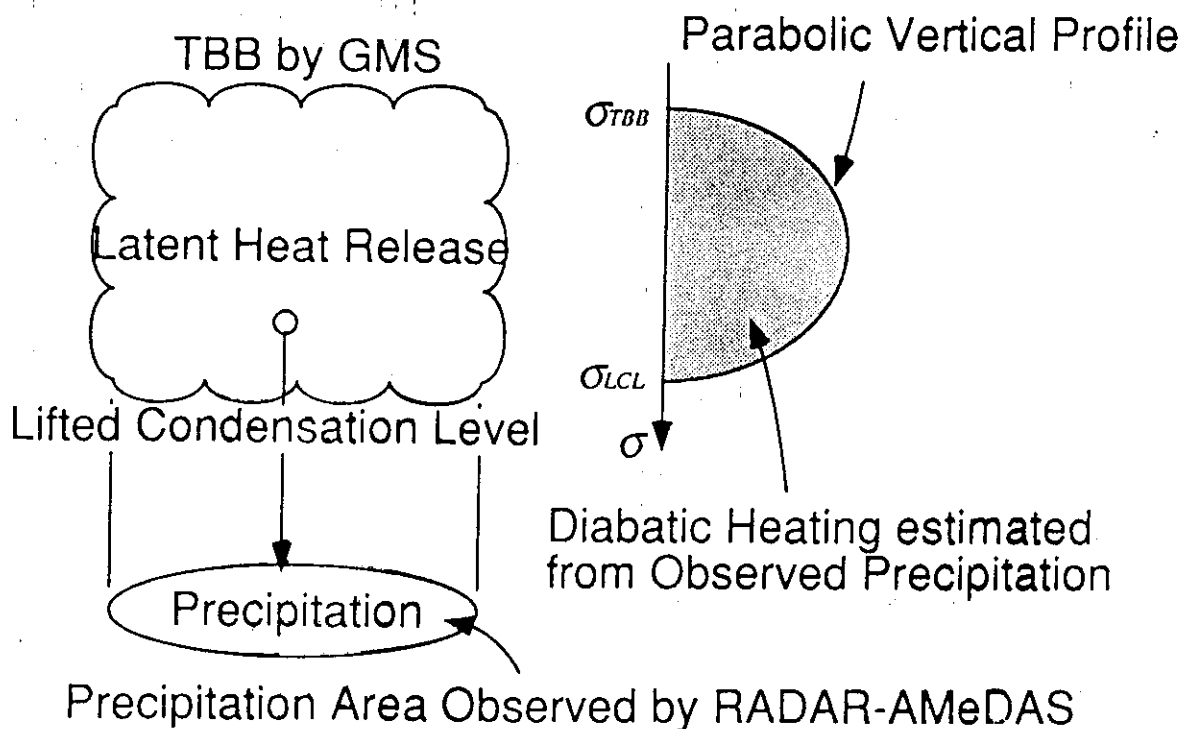 TBB by GMS
Latent Heat Release
Lifted Condensation Level
Precipitation
Precipitation Area Observed by RADAR-AMeDAS
Parabolic Vertical Profile
σTBB
σLCL
σ
Diabatic Heating estimated
from Observed Precipitation